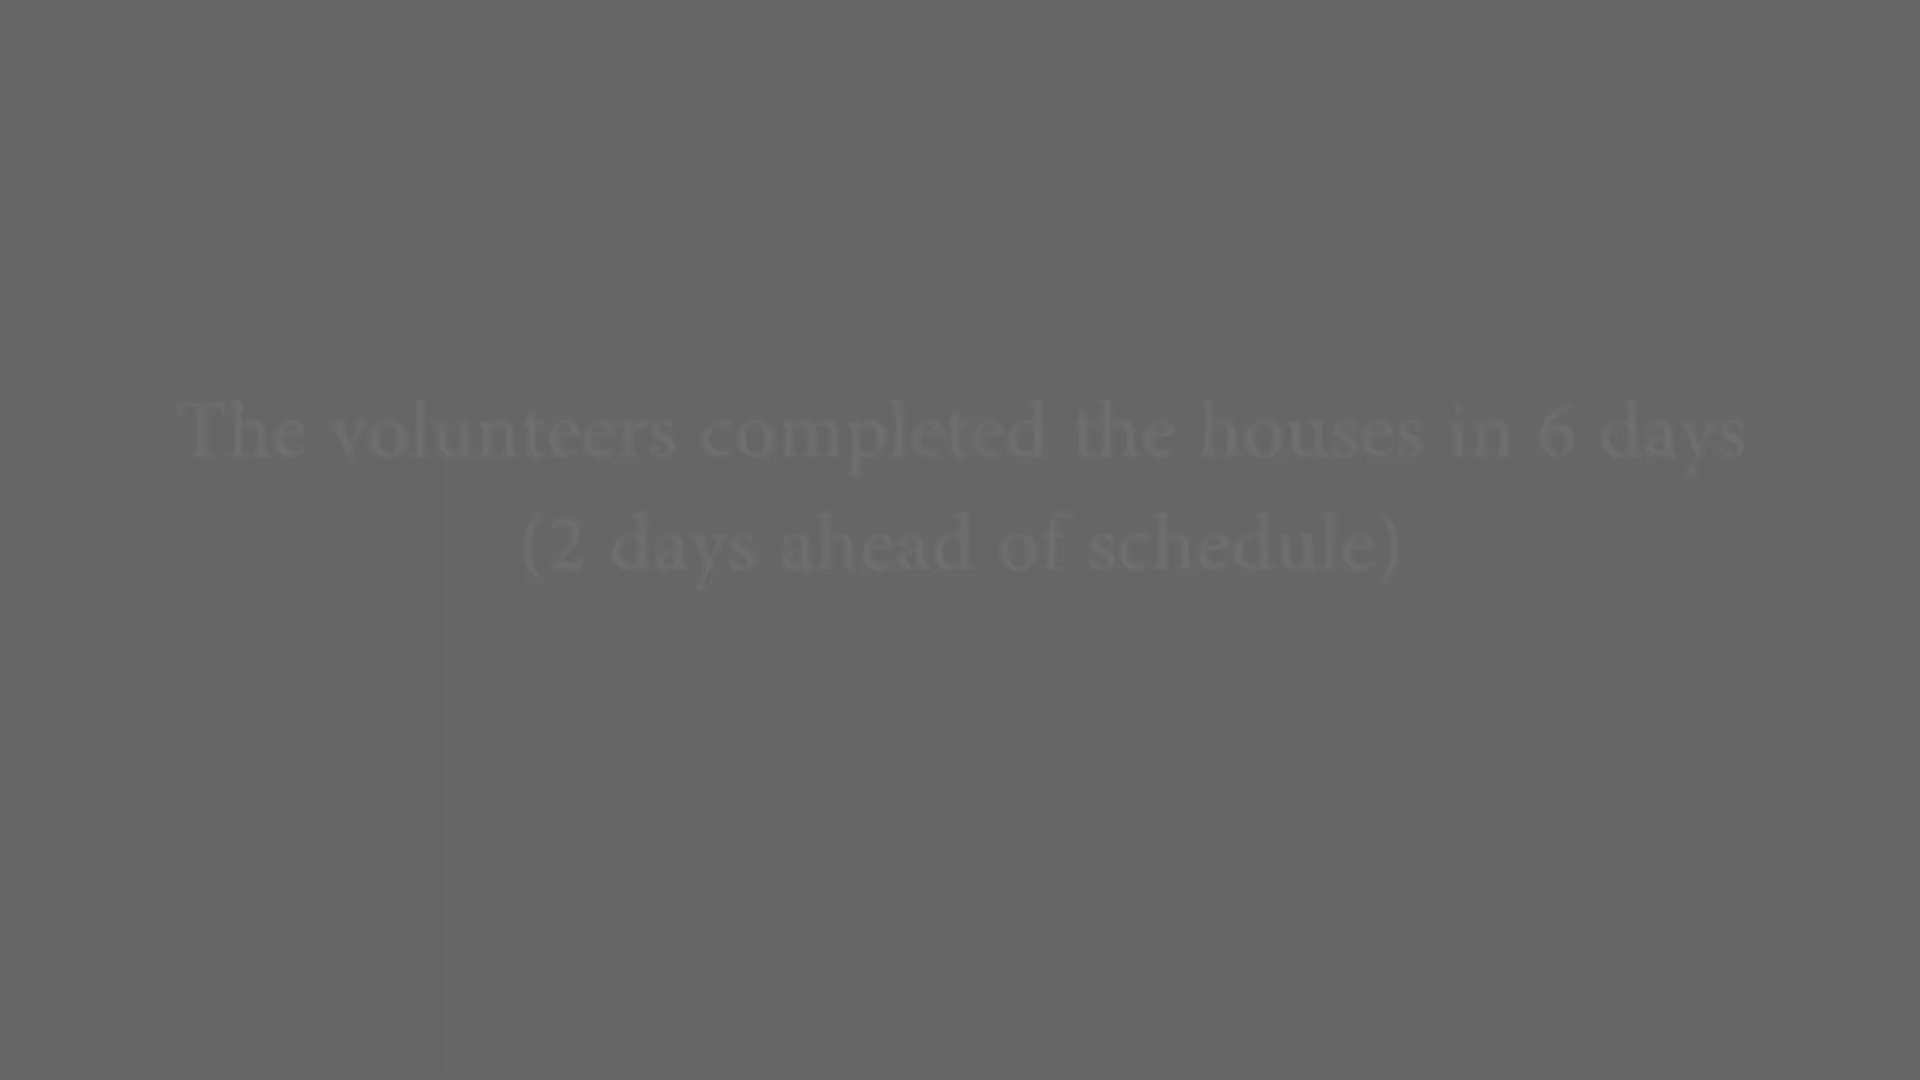 The volunteers completed the houses in 6 days
(2 days ahead of schedule)